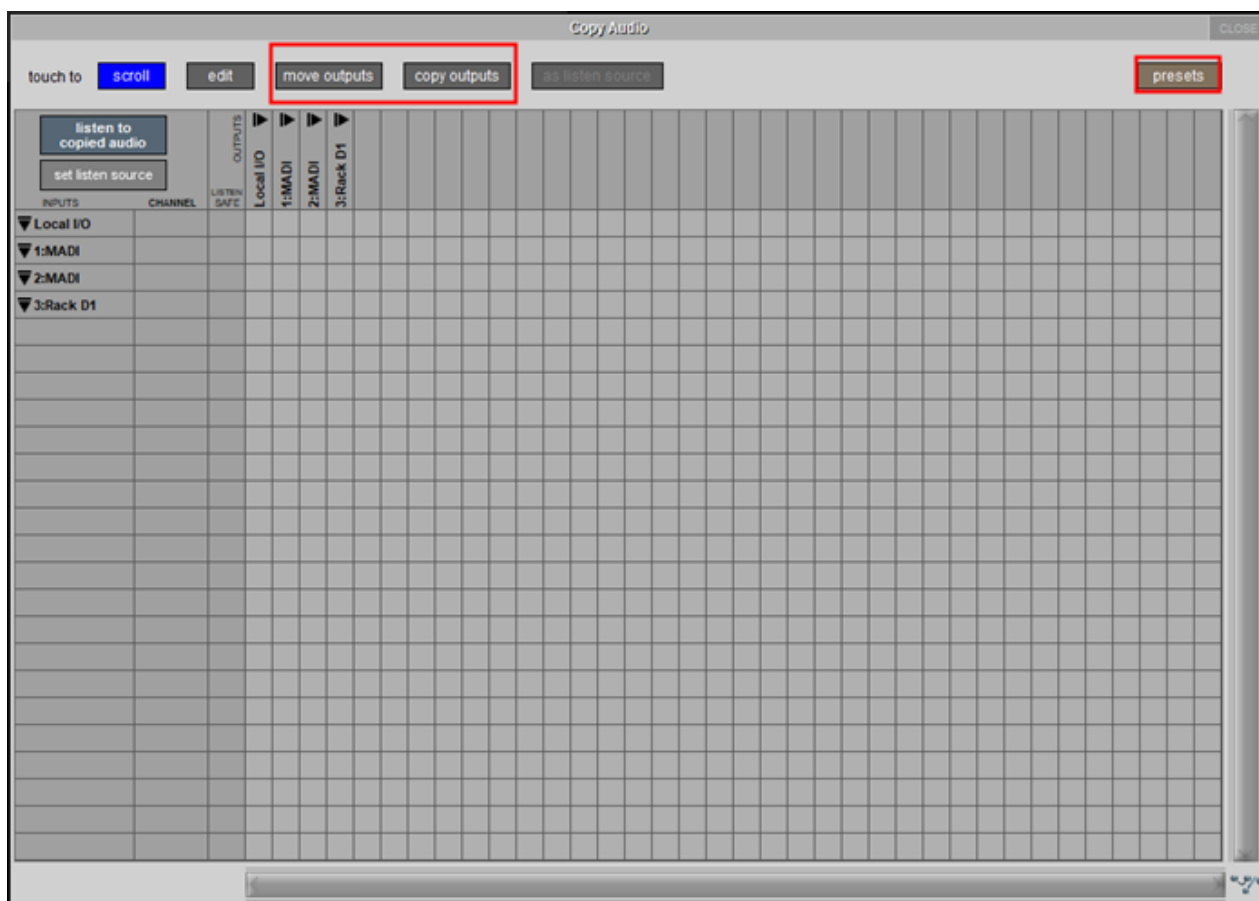 Copy Audio
CLOSE
touch to
scroll
edit
move outputs
copy outputs
as listen source
presets
listen to
copied audio
set listen source
INPUTS
CHANNEL
OUTPUTS
LISTEN
SAFE
Local I/O
1:MADI
2:MADI
3:Rack D1
Local I/O
1:MADI
2:MADI
3:Rack D1